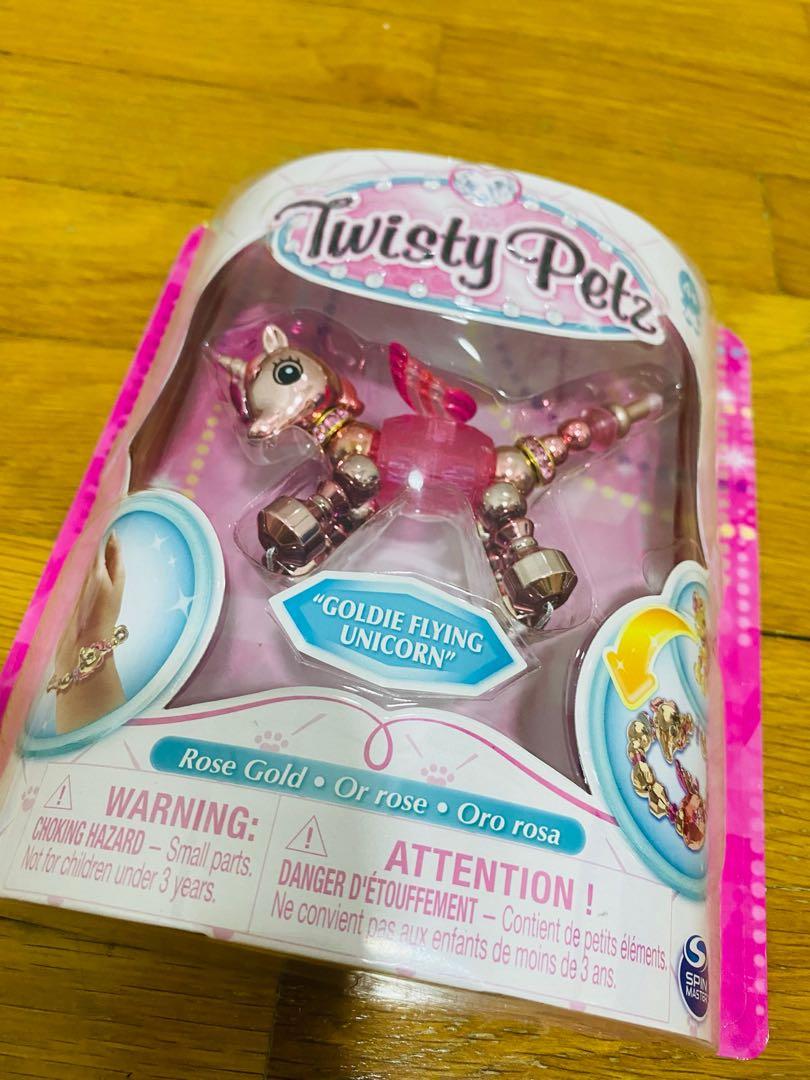 Twisty Petz
"GOLDIE FLYING
UNICORN"
Rose Gold • Or rose • Oro rosa
WARNING:
CHOKING HAZARD – Small parts.
Not for children under 3 years.
ATTENTION !
DANGER D'ÉTOUFFEMENT – Contient de petits éléments.
Ne convient pas aux enfants de moins de 3 ans.
SPIN
MASTER